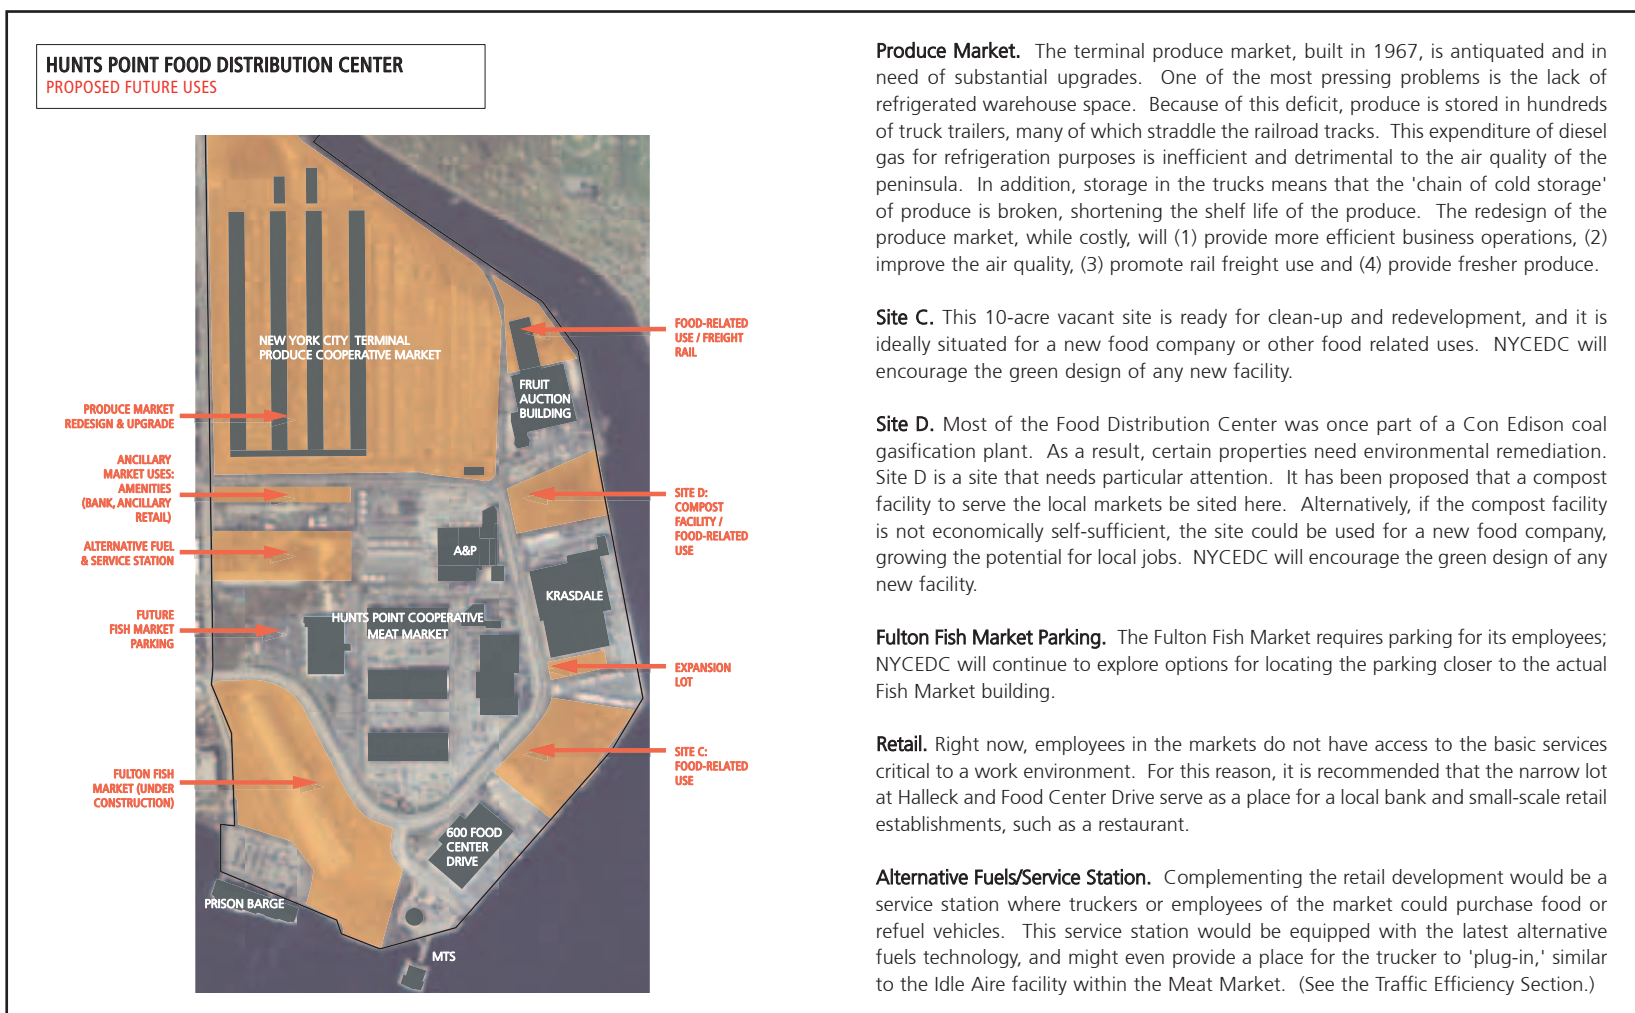 HUNTS POINT FOOD DISTRIBUTION CENTER
PROPOSED FUTURE USES
NEW YORK CITY TERMINAL
PRODUCE COOPERATIVE MARKET
FRUIT
AUCTION
BUILDING
A&P
KRASDALE
HUNTS POINT COOPERATIVE
MEAT MARKET
600 FOOD
CENTER
DRIVE
PRISON BARGE
MTS
PRODUCE MARKET
REDESIGN & UPGRADE
ANCILLARY
MARKET USES:
AMENITIES
(BANK, ANCILLARY
RETAIL)
ALTERNATIVE FUEL
& SERVICE STATION
FUTURE
FISH MARKET
PARKING
FULTON FISH
MARKET (UNDER
CONSTRUCTION)
FOOD-RELATED
USE / FREIGHT
RAIL
SITE D:
COMPOST
FACILITY /
FOOD-RELATED
USE
EXPANSION
LOT
SITE C:
FOOD-RELATED
USE
Produce Market. The terminal produce market, built in 1967, is antiquated and in
need of substantial upgrades. One of the most pressing problems is the lack of
refrigerated warehouse space. Because of this deficit, produce is stored in hundreds
of truck trailers, many of which straddle the railroad tracks. This expenditure of diesel
gas for refrigeration purposes is inefficient and detrimental to the air quality of the
peninsula. In addition, storage in the trucks means that the 'chain of cold storage'
of produce is broken, shortening the shelf life of the produce. The redesign of the
produce market, while costly, will (1) provide more efficient business operations, (2)
improve the air quality, (3) promote rail freight use and (4) provide fresher produce.
Site C. This 10-acre vacant site is ready for clean-up and redevelopment, and it is
ideally situated for a new food company or other food related uses. NYCEDC will
encourage the green design of any new facility.
Site D. Most of the Food Distribution Center was once part of a Con Edison coal
gasification plant. As a result, certain properties need environmental remediation.
Site D is a site that needs particular attention. It has been proposed that a compost
facility to serve the local markets be sited here. Alternatively, if the compost facility
is not economically self-sufficient, the site could be used for a new food company,
growing the potential for local jobs. NYCEDC will encourage the green design of any
new facility.
Fulton Fish Market Parking. The Fulton Fish Market requires parking for its employees;
NYCEDC will continue to explore options for locating the parking closer to the actual
Fish Market building.
Retail. Right now, employees in the markets do not have access to the basic services
critical to a work environment. For this reason, it is recommended that the narrow lot
at Halleck and Food Center Drive serve as a place for a local bank and small-scale retail
establishments, such as a restaurant.
Alternative Fuels/Service Station. Complementing the retail development would be a
service station where truckers or employees of the market could purchase food or
refuel vehicles. This service station would be equipped with the latest alternative
fuels technology, and might even provide a place for the trucker to 'plug-in,' similar
to the Idle Aire facility within the Meat Market. (See the Traffic Efficiency Section.)